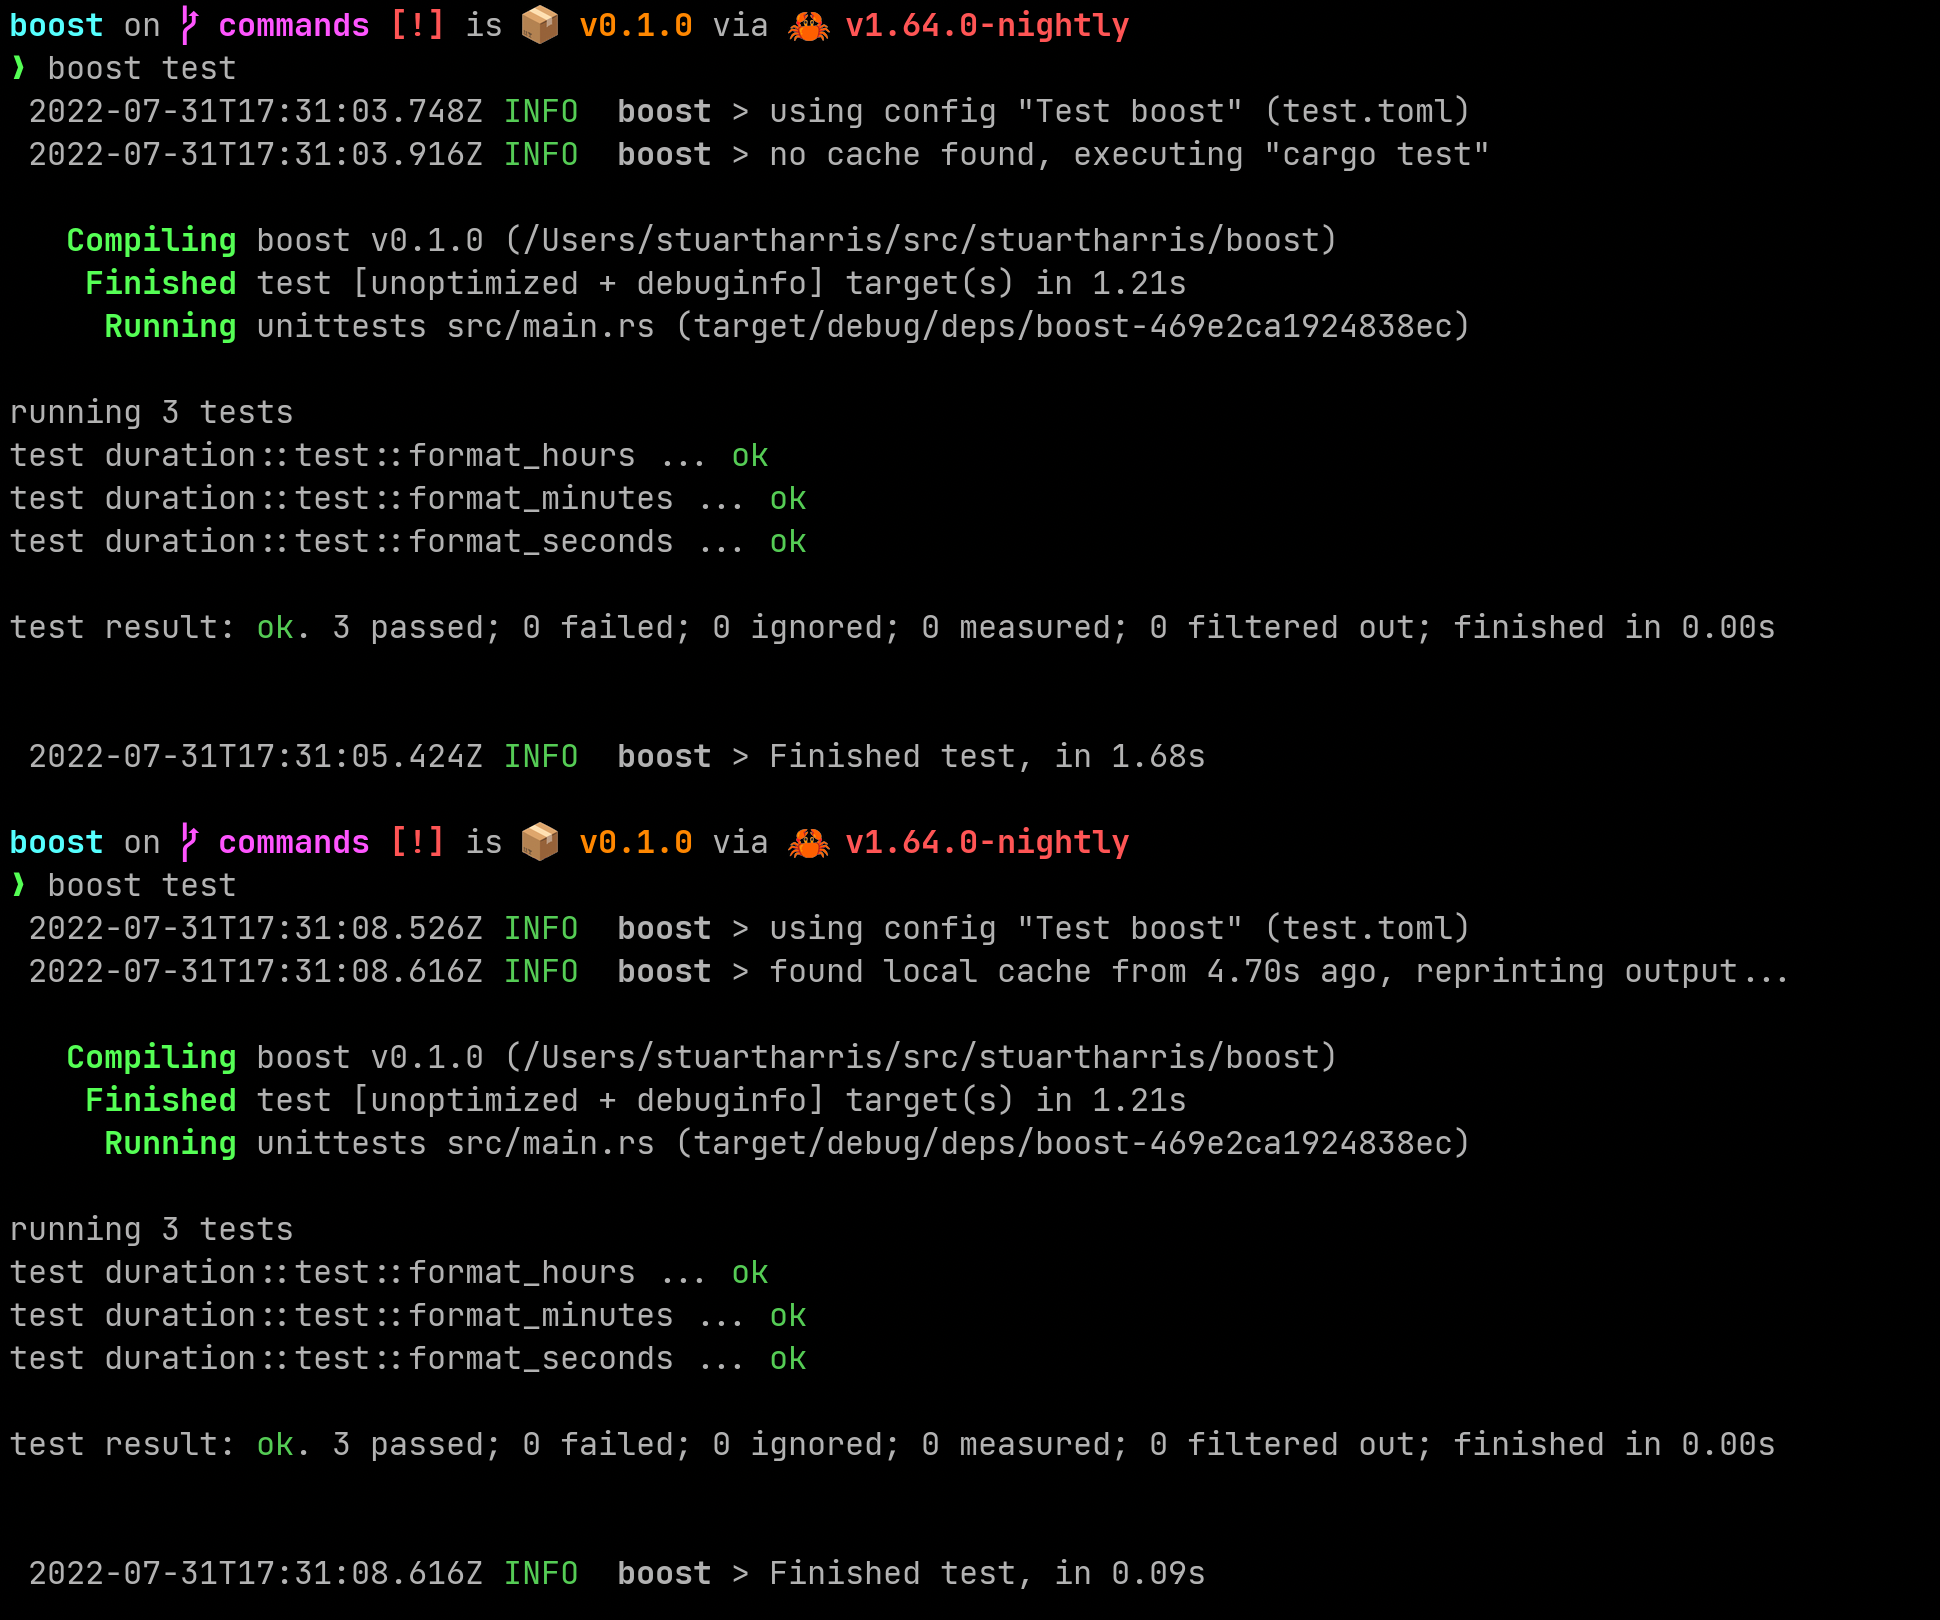 boost on commands [!] is 📦 v0.1.0 via 🦀 v1.64.0-nightly
❯ boost test
2022-07-31T17:31:03.748Z INFO  boost > using config "Test boost" (test.toml)
2022-07-31T17:31:03.916Z INFO  boost > no cache found, executing "cargo test"
Compiling boost v0.1.0 (/Users/stuartharris/src/stuartharris/boost)
Finished test [unoptimized + debuginfo] target(s) in 1.21s
Running unittests src/main.rs (target/debug/deps/boost-469e2ca1924838ec)
running 3 tests
test duration::test::format_hours ... ok
test duration::test::format_minutes ... ok
test duration::test::format_seconds ... ok
test result: ok. 3 passed; 0 failed; 0 ignored; 0 measured; 0 filtered out; finished in 0.00s
2022-07-31T17:31:05.424Z INFO  boost > Finished test, in 1.68s
boost on commands [!] is 📦 v0.1.0 via 🦀 v1.64.0-nightly
❯ boost test
2022-07-31T17:31:08.526Z INFO  boost > using config "Test boost" (test.toml)
2022-07-31T17:31:08.616Z INFO  boost > found local cache from 4.70s ago, reprinting output...
Compiling boost v0.1.0 (/Users/stuartharris/src/stuartharris/boost)
Finished test [unoptimized + debuginfo] target(s) in 1.21s
Running unittests src/main.rs (target/debug/deps/boost-469e2ca1924838ec)
running 3 tests
test duration::test::format_hours ... ok
test duration::test::format_minutes ... ok
test duration::test::format_seconds ... ok
test result: ok. 3 passed; 0 failed; 0 ignored; 0 measured; 0 filtered out; finished in 0.00s
2022-07-31T17:31:08.616Z INFO  boost > Finished test, in 0.09s